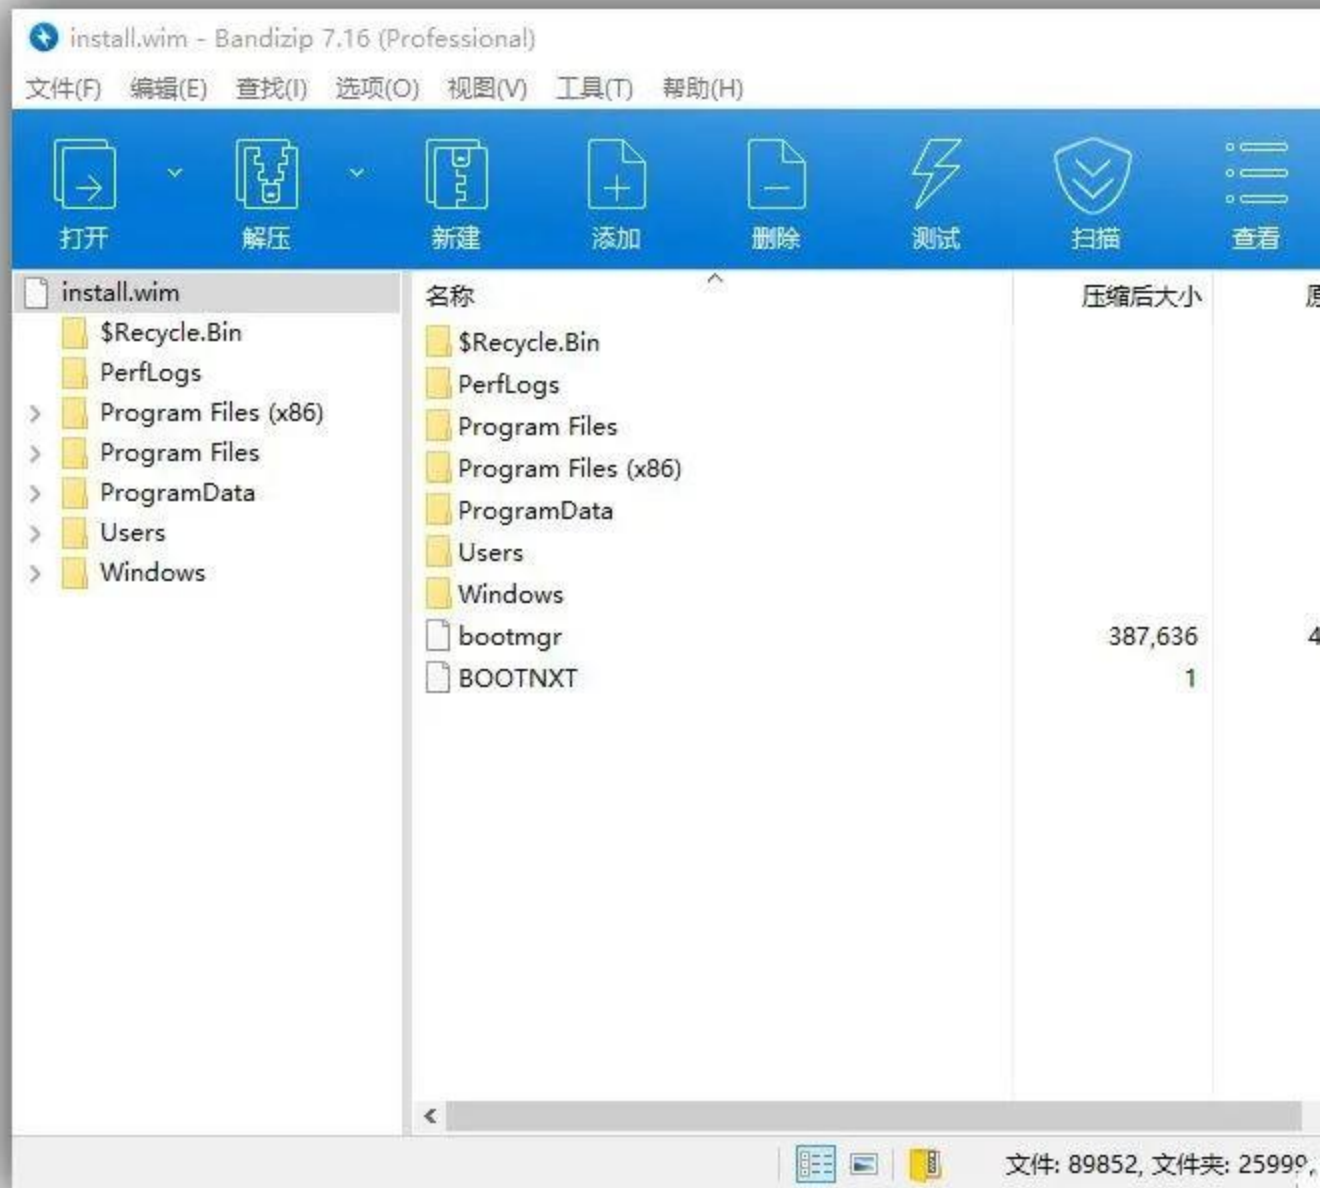 install.wim - Bandizip 7.16 (Professional)
文件(F) 编辑(E) 查找(I) 选项(O) 视图(V) 工具(T) 帮助(H)
打开 解压 新建 添加 删除 测试 扫描 查看
install.wim
$Recycle.Bin
PerfLogs
Program Files (x86)
Program Files
ProgramData
Users
Windows
名称 压缩后大小
$Recycle.Bin
PerfLogs
Program Files
Program Files (x86)
ProgramData
Users
Windows
bootmgr 387,636 4
BOOTNXT 1
文件: 89852, 文件夹: 25999,